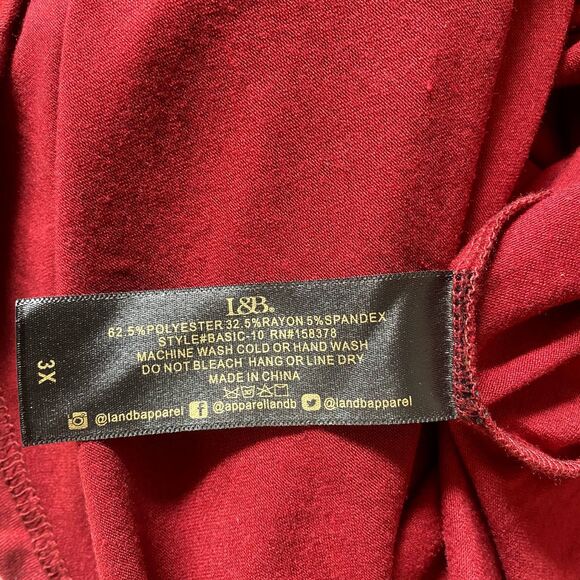 L&B®
62.5%POLYESTER 32.5%RAYON 5%SPANDEX
STYLE#BASIC-10 RN#158378
MACHINE WASH COLD OR HAND WASH
DO NOT BLEACH HANG OR LINE DRY
MADE IN CHINA
@landbapparel f @apparellandb @landbapparel
3X